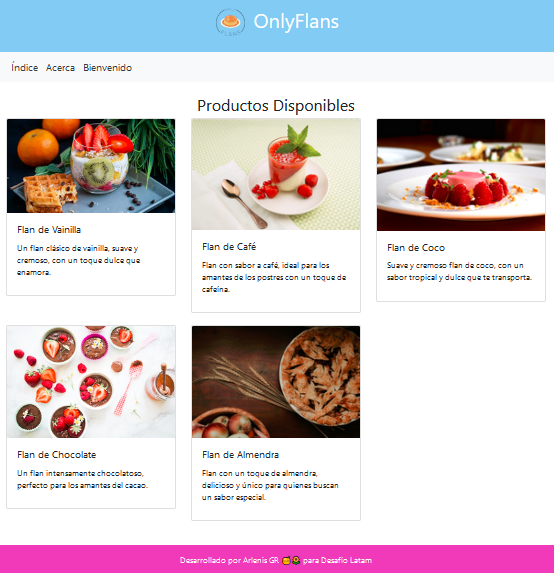 FLANS
OnlyFlans
Índice Acerca Bienvenido
Productos Disponibles
Flan de Vainilla
Un flan clásico de vainilla, suave y
cremoso, con un toque dulce que
enamora.
Flan de Café
Flan con sabor a café, ideal para los
amantes de los postres con un toque de
cafeína.
Flan de Coco
Suave y cremoso flan de coco, con un
sabor tropical y dulce que te transporta.
Flan de Chocolate
Un flan intensamente chocolatoso,
perfecto para los amantes del cacao.
Flan de Almendra
Flan con un toque de almendra,
delicioso y único para quienes buscan
un sabor especial.
Desarrollado por Arlenis GR 🍮🍩 para Desafío Latam